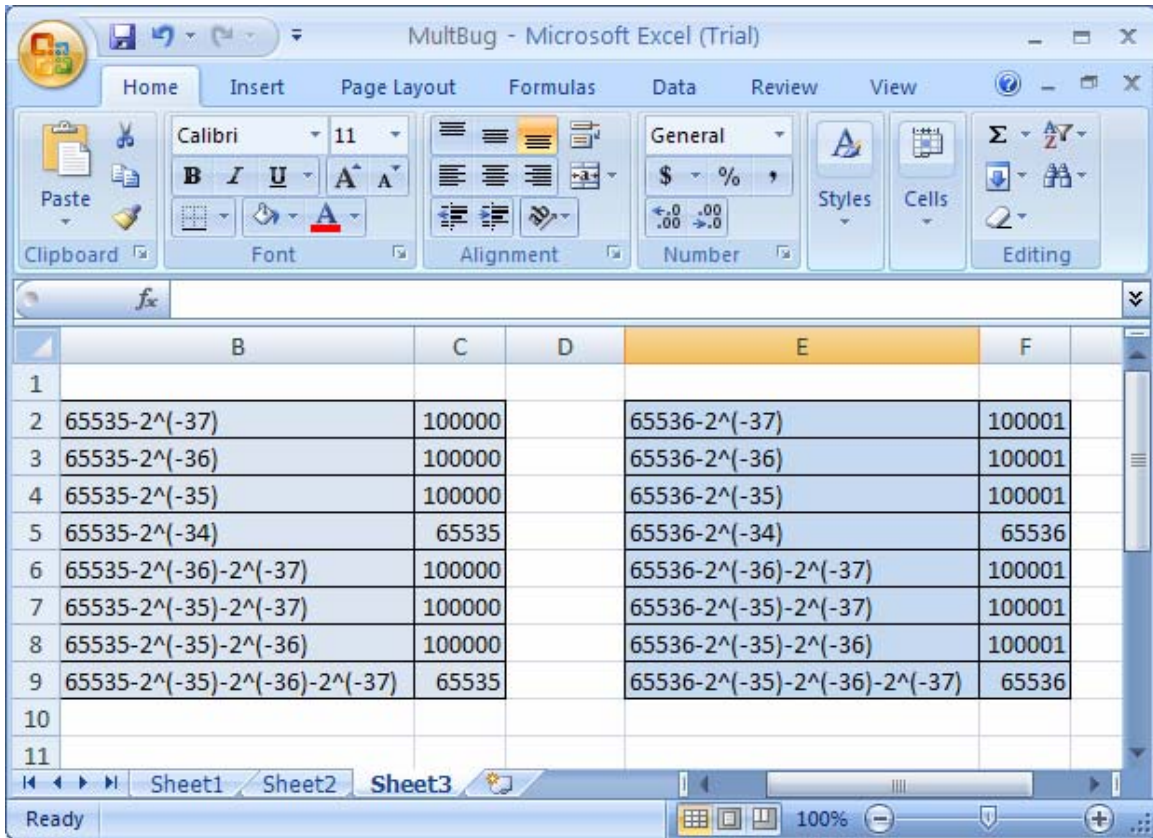 MultBug - Microsoft Excel (Trial)
Home Insert Page Layout Formulas Data Review View
Paste
Calibri 11
B I U A A
A
General
$ % ,
.0 .00
.00 .0
Styles
Cells
Σ
A Z
Clipboard Font Alignment Number Editing
fx
B C D E F
1
2 65535-2^(-37) 100000 65536-2^(-37) 100001
3 65535-2^(-36) 100000 65536-2^(-36) 100001
4 65535-2^(-35) 100000 65536-2^(-35) 100001
5 65535-2^(-34) 65535 65536-2^(-34) 65536
6 65535-2^(-36)-2^(-37) 100000 65536-2^(-36)-2^(-37) 100001
7 65535-2^(-35)-2^(-37) 100000 65536-2^(-35)-2^(-37) 100001
8 65535-2^(-35)-2^(-36) 100000 65536-2^(-35)-2^(-36) 100001
9 65535-2^(-35)-2^(-36)-2^(-37) 65535 65536-2^(-35)-2^(-36)-2^(-37) 65536
10
11
Sheet1 Sheet2 Sheet3
Ready 100%